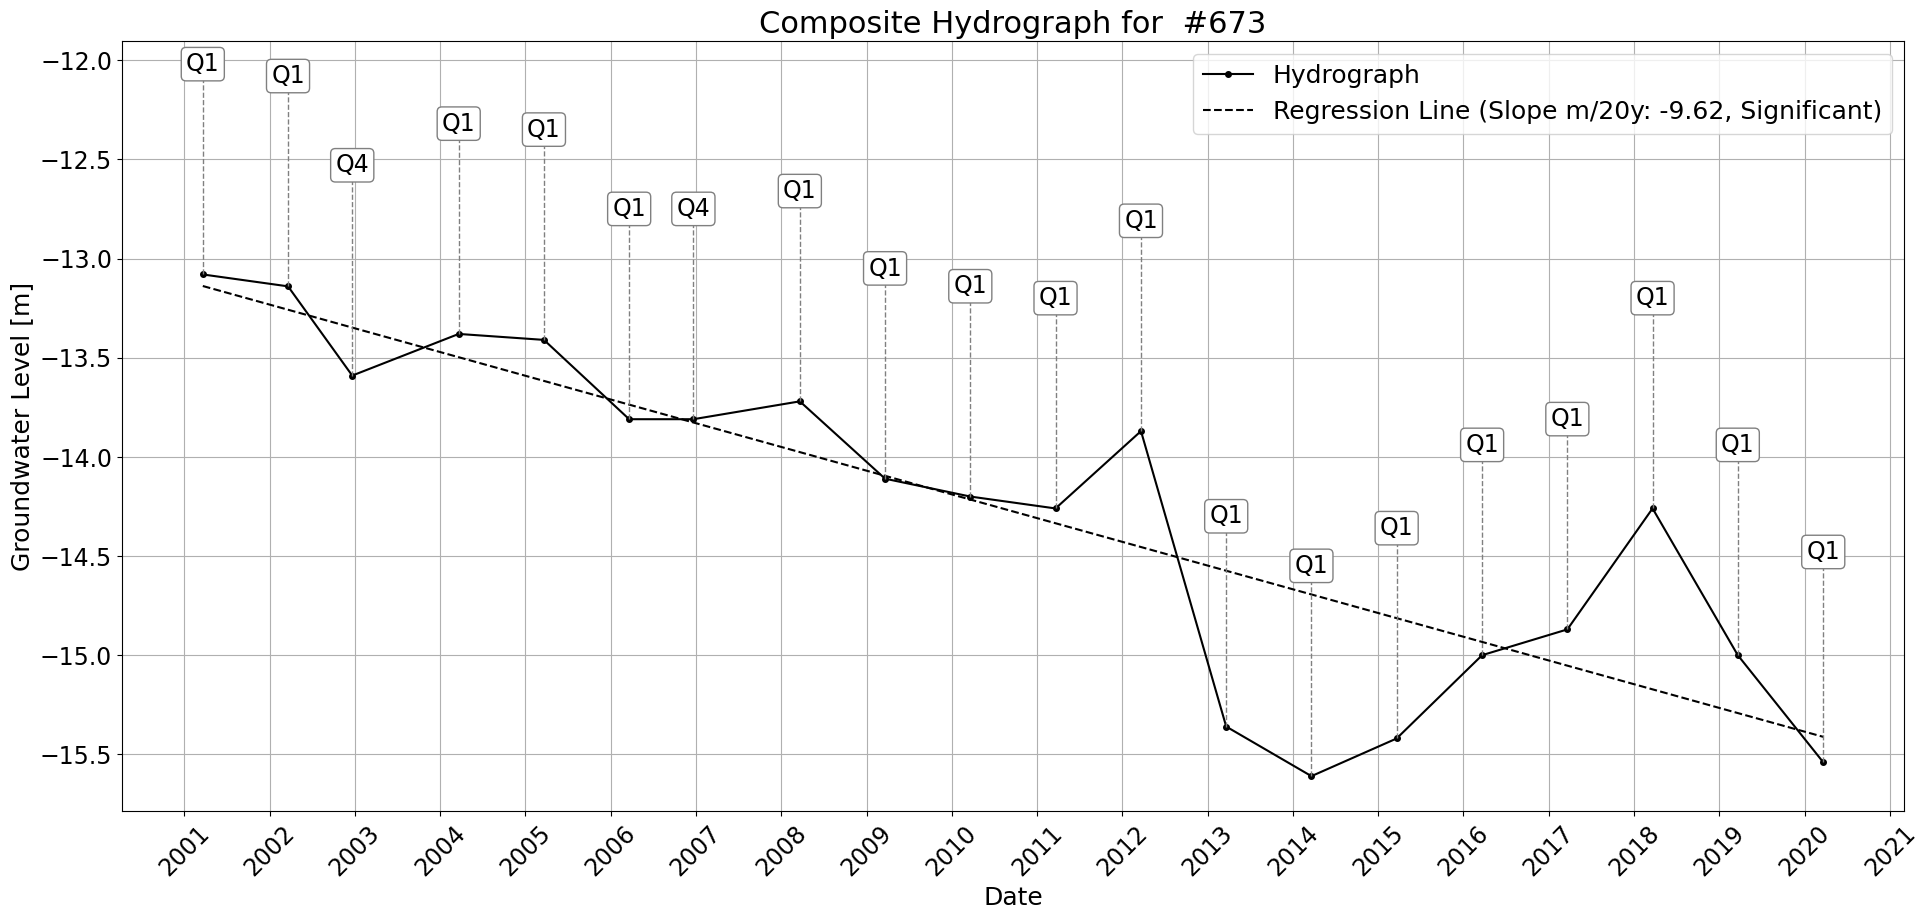 Composite Hydrograph for #673
Hydrograph
Regression Line (Slope m/20y: -9.62, Significant)
Groundwater Level [m]
−12.0
−12.5
−13.0
−13.5
−14.0
−14.5
−15.0
−15.5
Q1
Q1
Q4
Q1
Q1
Q1
Q4
Q1
Q1
Q1
Q1
Q1
Q1
Q1
Q1
Q1
Q1
Q1
Q1
Q1
2001
2002
2003
2004
2005
2006
2007
2008
2009
2010
2011
2012
2013
2014
2015
2016
2017
2018
2019
2020
2021
Date